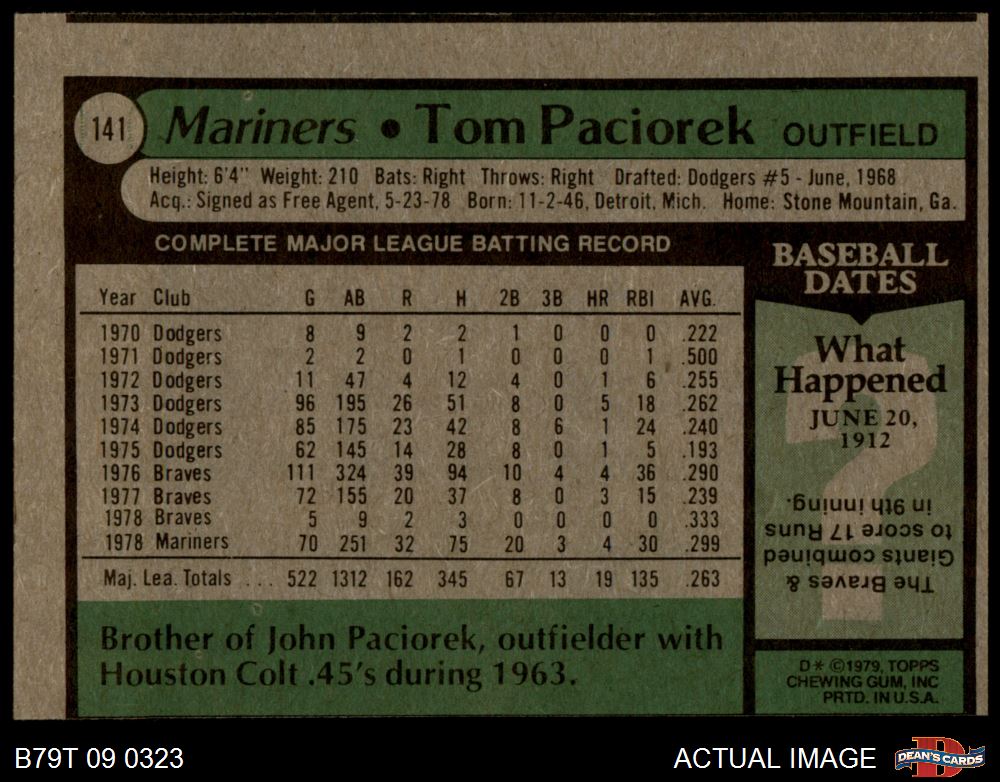 141 Mariners • Tom Paciorek OUTFIELD
Height: 6'4" Weight: 210 Bats: Right Throws: Right Drafted: Dodgers #5 - June, 1968
Acq.: Signed as Free Agent, 5-23-78 Born: 11-2-46, Detroit, Mich. Home: Stone Mountain, Ga.
COMPLETE MAJOR LEAGUE BATTING RECORD
Year Club G AB R H 2B 3B HR RBI AVG.
1970 Dodgers 8 9 2 2 1 0 0 0 .222
1971 Dodgers 2 2 0 1 0 0 0 1 .500
1972 Dodgers 11 47 4 12 4 0 1 6 .255
1973 Dodgers 96 195 26 51 8 0 5 18 .262
1974 Dodgers 85 175 23 42 8 6 1 24 .240
1975 Dodgers 62 145 14 28 8 0 1 5 .193
1976 Braves 111 324 39 94 10 4 4 36 .290
1977 Braves 72 155 20 37 8 0 3 15 .239
1978 Braves 5 9 2 3 0 0 0 0 .333
1978 Mariners 70 251 32 75 20 3 4 30 .299
Maj. Lea. Totals ... 522 1312 162 345 67 13 19 135 .263
Brother of John Paciorek, outfielder with
Houston Colt .45's during 1963.
BASEBALL
DATES
What
Happened
JUNE 20,
1912
The Braves &
Giants combined
to score 17 Runs
in 9th inning.
D* ©1979, TOPPS
CHEWING GUM, INC
PRTD. IN U.S.A.
B79T 09 0323
ACTUAL IMAGE
D
DEAN'S CARDS